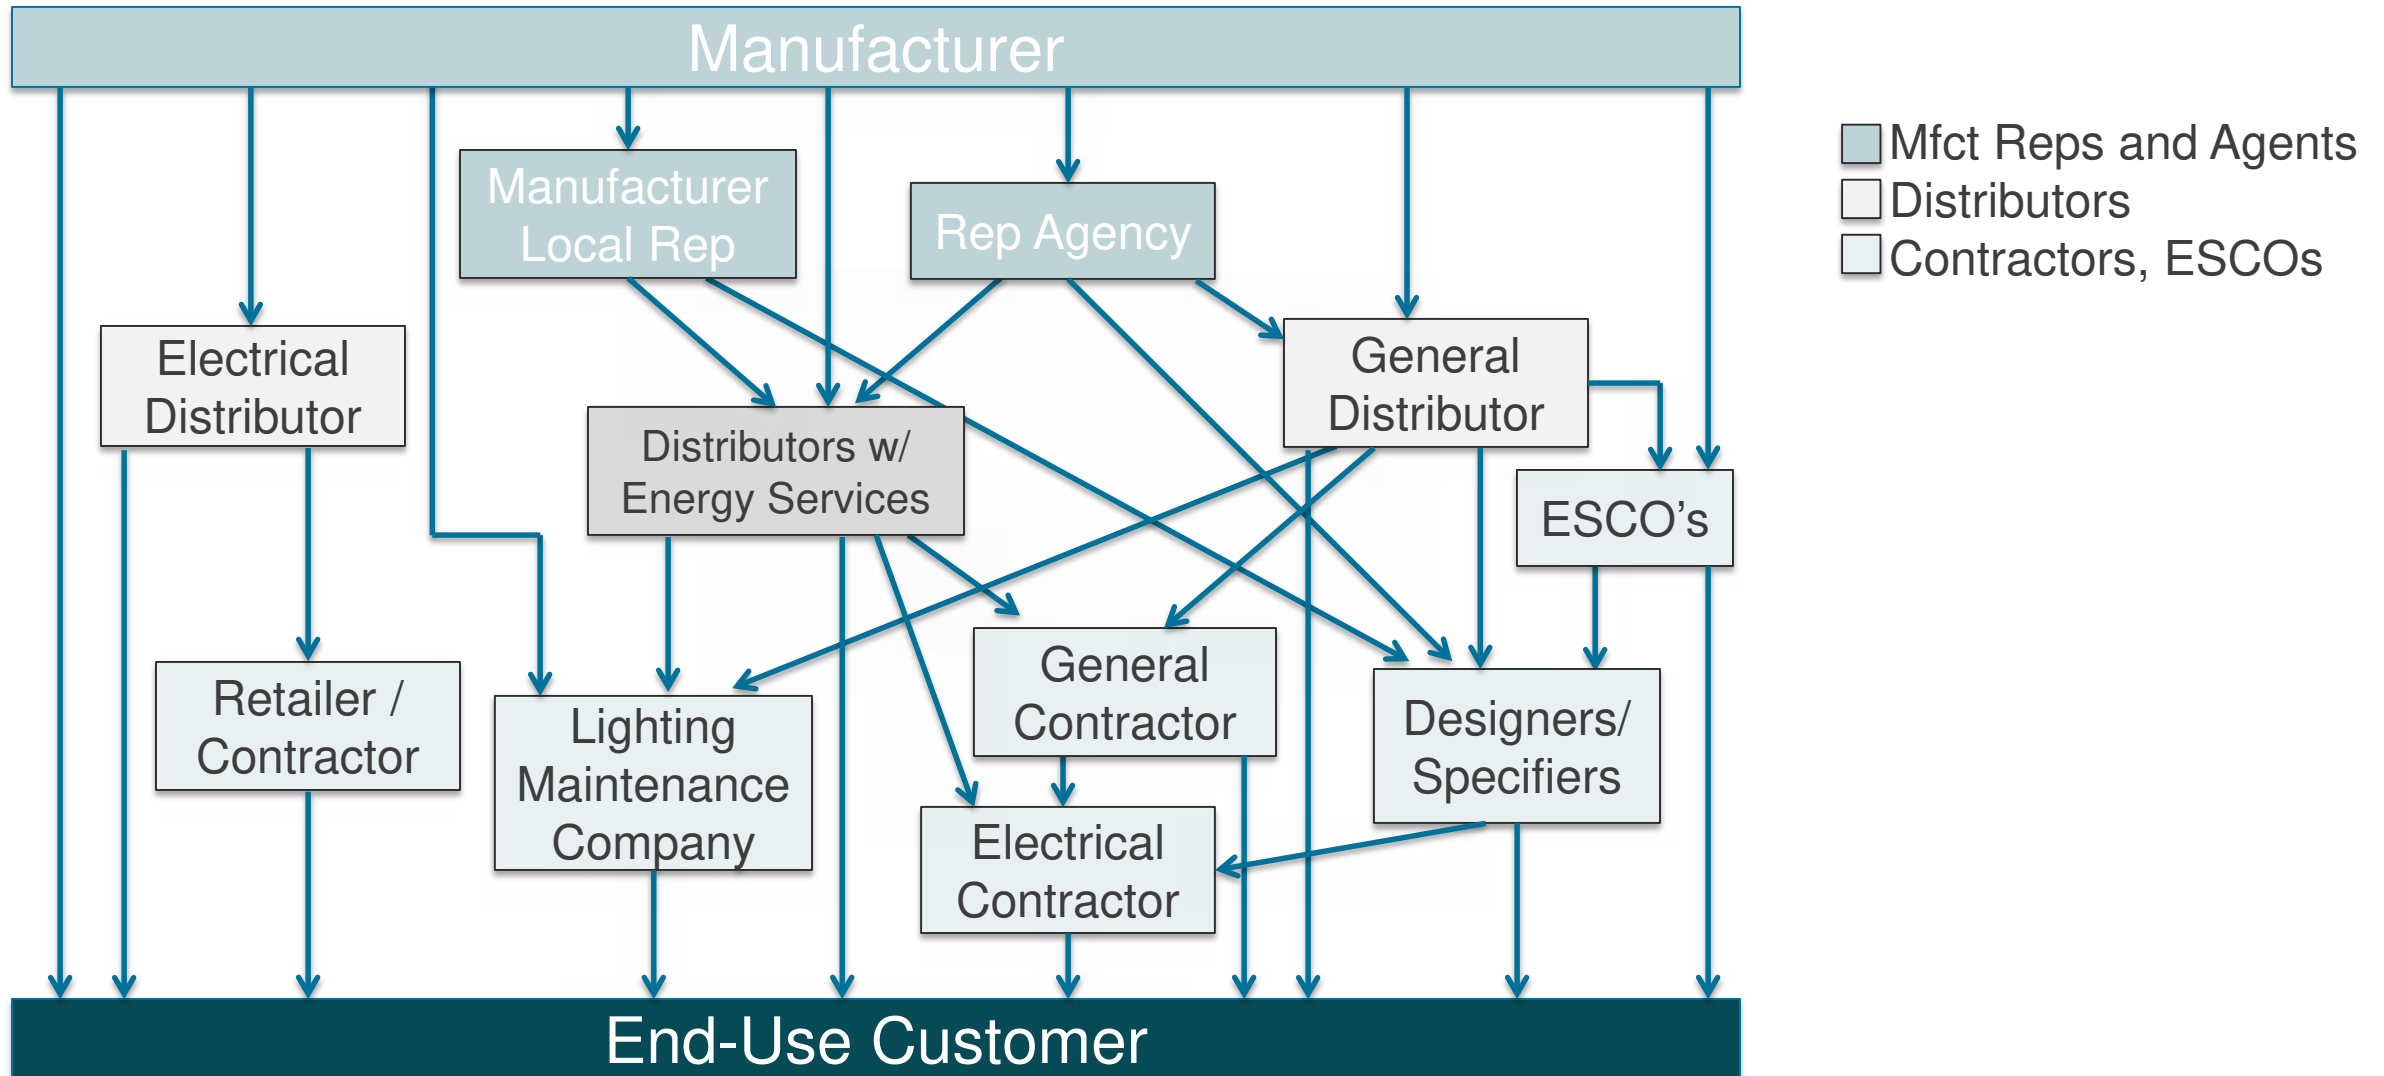 Manufacturer
Mfct Reps and Agents
Distributors
Contractors, ESCOs
Manufacturer
Local Rep
Rep Agency
Electrical
Distributor
General
Distributor
Distributors w/
Energy Services
ESCO’s
Retailer /
Contractor
Lighting
Maintenance
Company
General
Contractor
Designers/
Specifiers
Electrical
Contractor
End-Use Customer